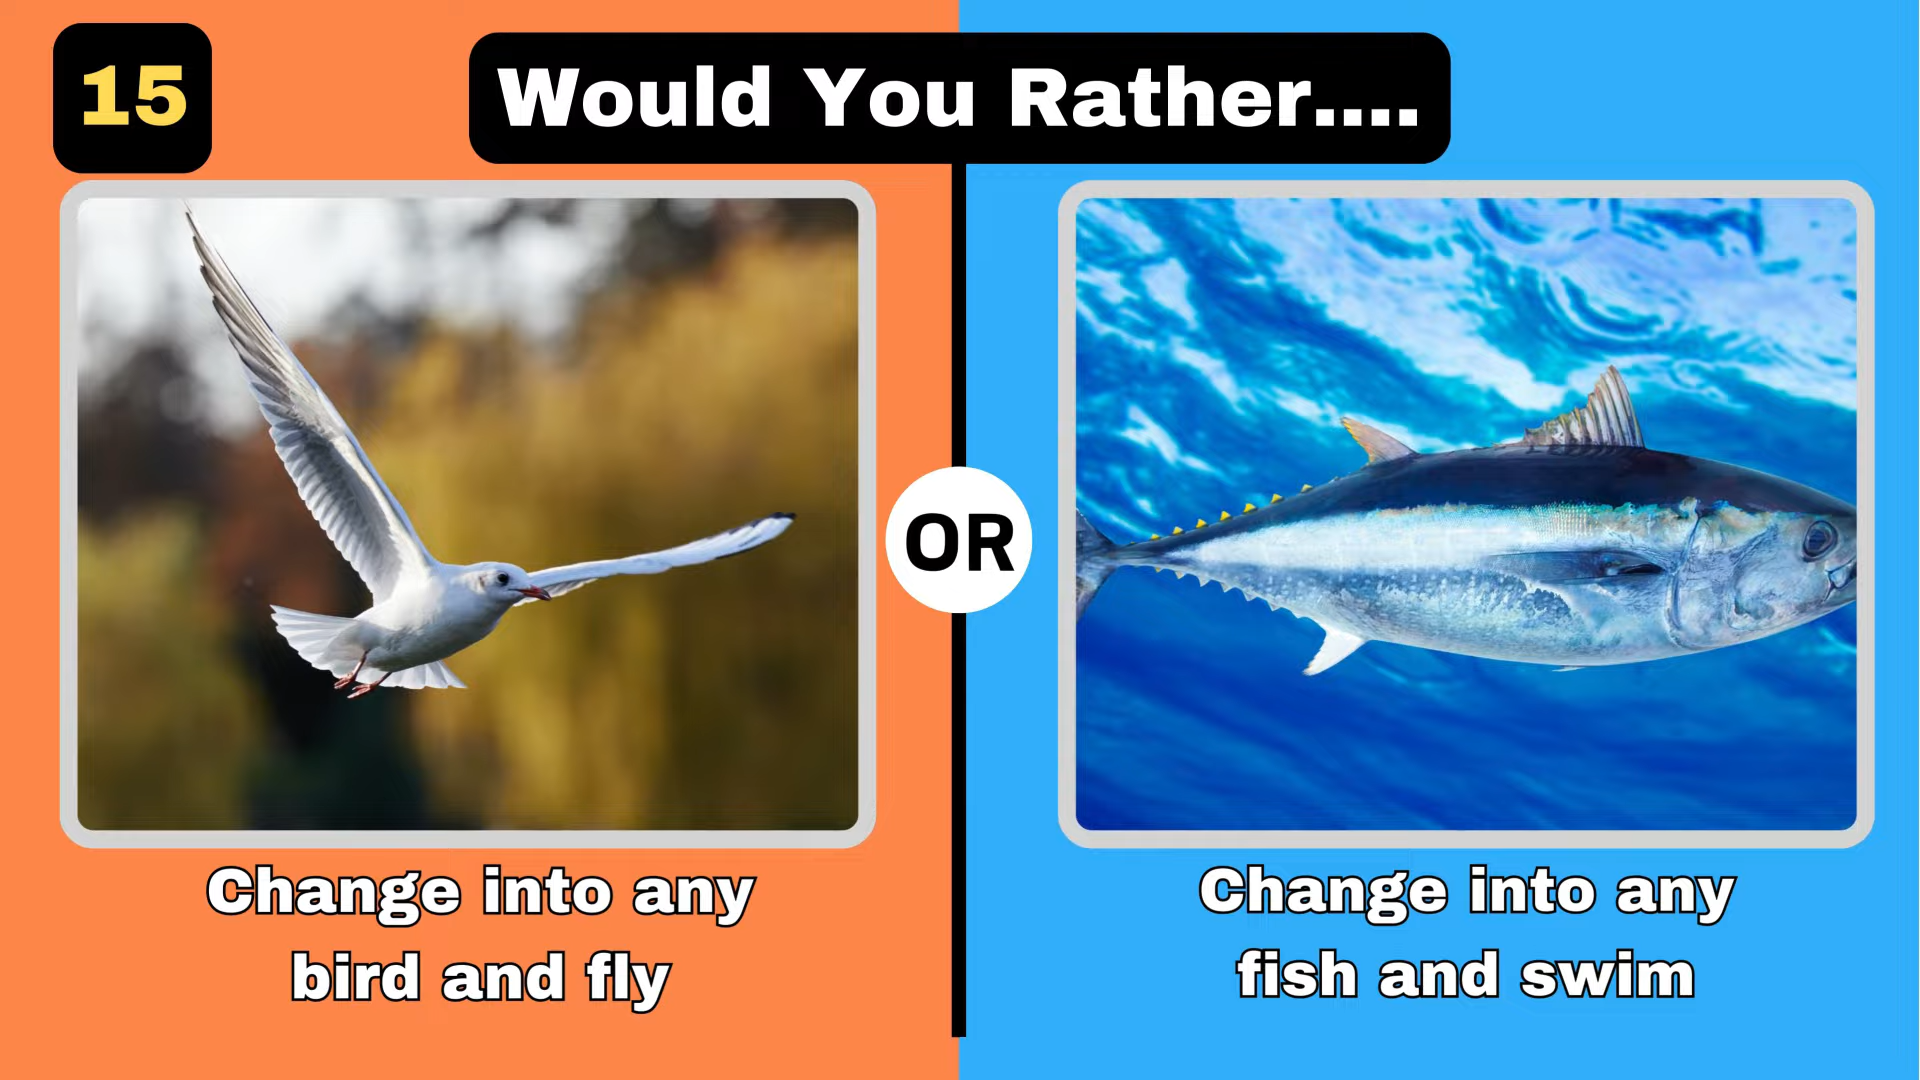 15
Would You Rather....
OR
Change into any
bird and fly
Change into any
fish and swim